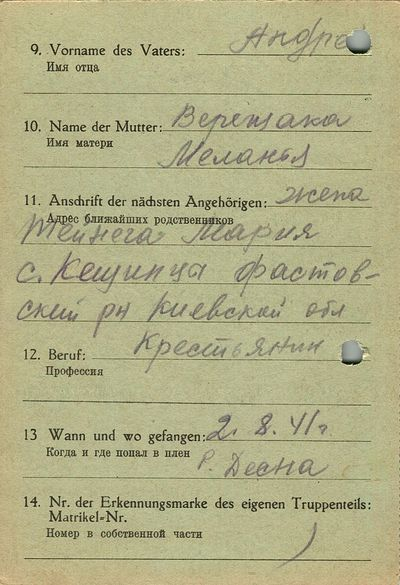 9. Vorname des Vaters: Андрей
Имя отца
10. Name der Mutter: Верещака
Имя матери
Меланья
11. Anschrift der nächsten Angehörigen: жена
Адрес ближайших родственников
Мария
с. Кещинцы Фастов-
ский рн Киевской обл
12. Beruf: Крестьянин
Профессия
13 Wann und wo gefangen: 2. 8. 41г
Когда и где попал в плен
р. Десна
14. Nr. der Erkennungsmarke des eigenen Truppenteils:
Matrikel-Nr.
Номер в собственной части